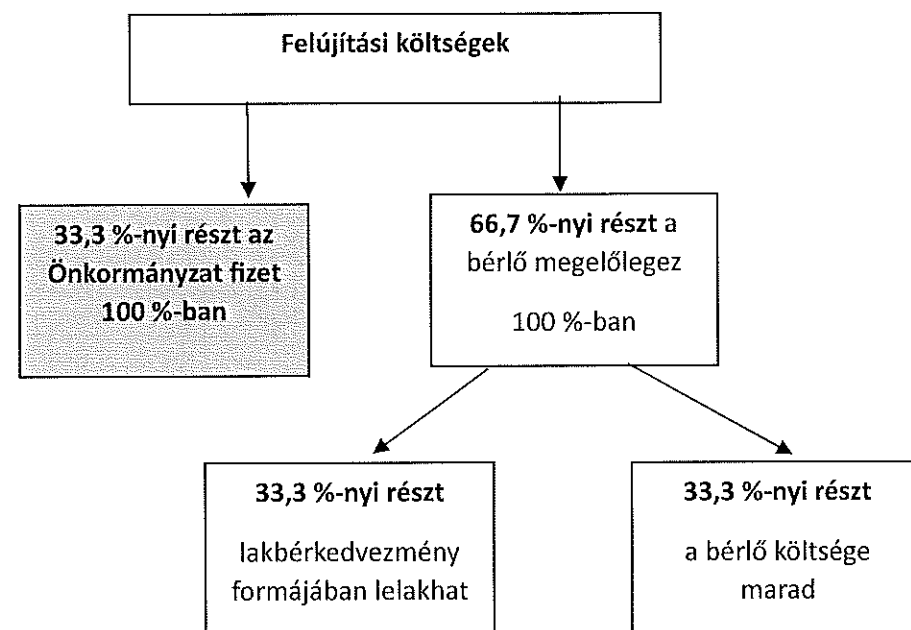 Felújítási költségek
33,3 %-nyi részt az
Önkormányzat fizet
100 %-ban
66,7 %-nyi részt a
bérlő megelőlegez
100 %-ban
33,3 %-nyi részt
lakbérkedvezmény
formájában lelakhat
33,3 %-nyi részt
a bérlő költsége
marad